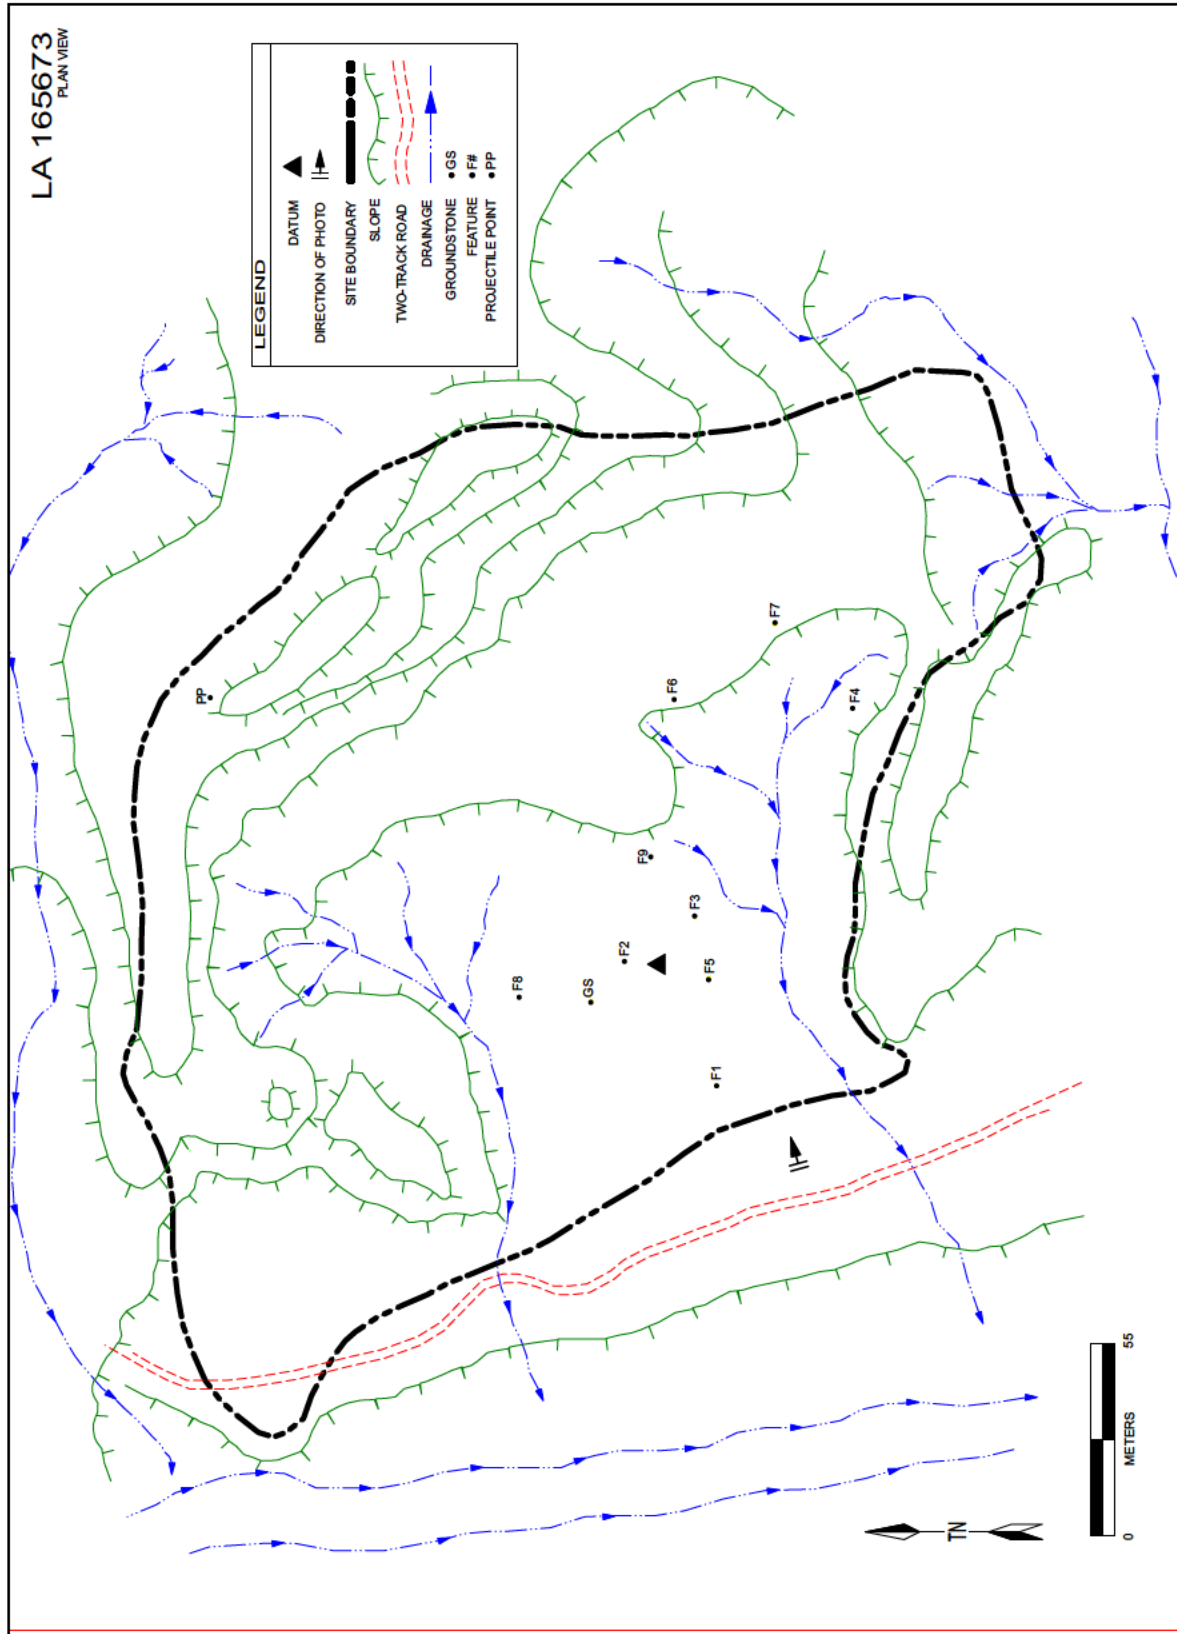 LA 165673
PLAN VIEW
LEGEND
DATUM
DIRECTION OF PHOTO
SITE BOUNDARY
SLOPE
TWO-TRACK ROAD
DRAINAGE
GROUNDSTONE GS
FEATURE F#
PROJECTILE POINT PP
PP
F7
F6
F4
F9
F3
F2
F5
F8
GS
F1
TN
0 55
METERS